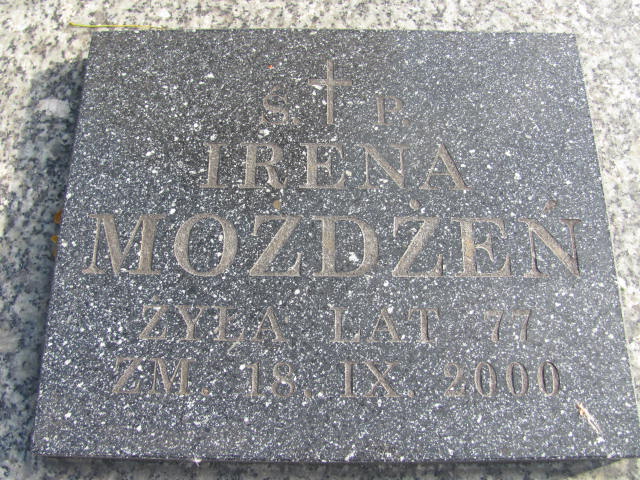 Ś. P.
IRENA
MOŻDŻEŃ
ŻYŁA LAT 77
ZM. 18. IX. 2000